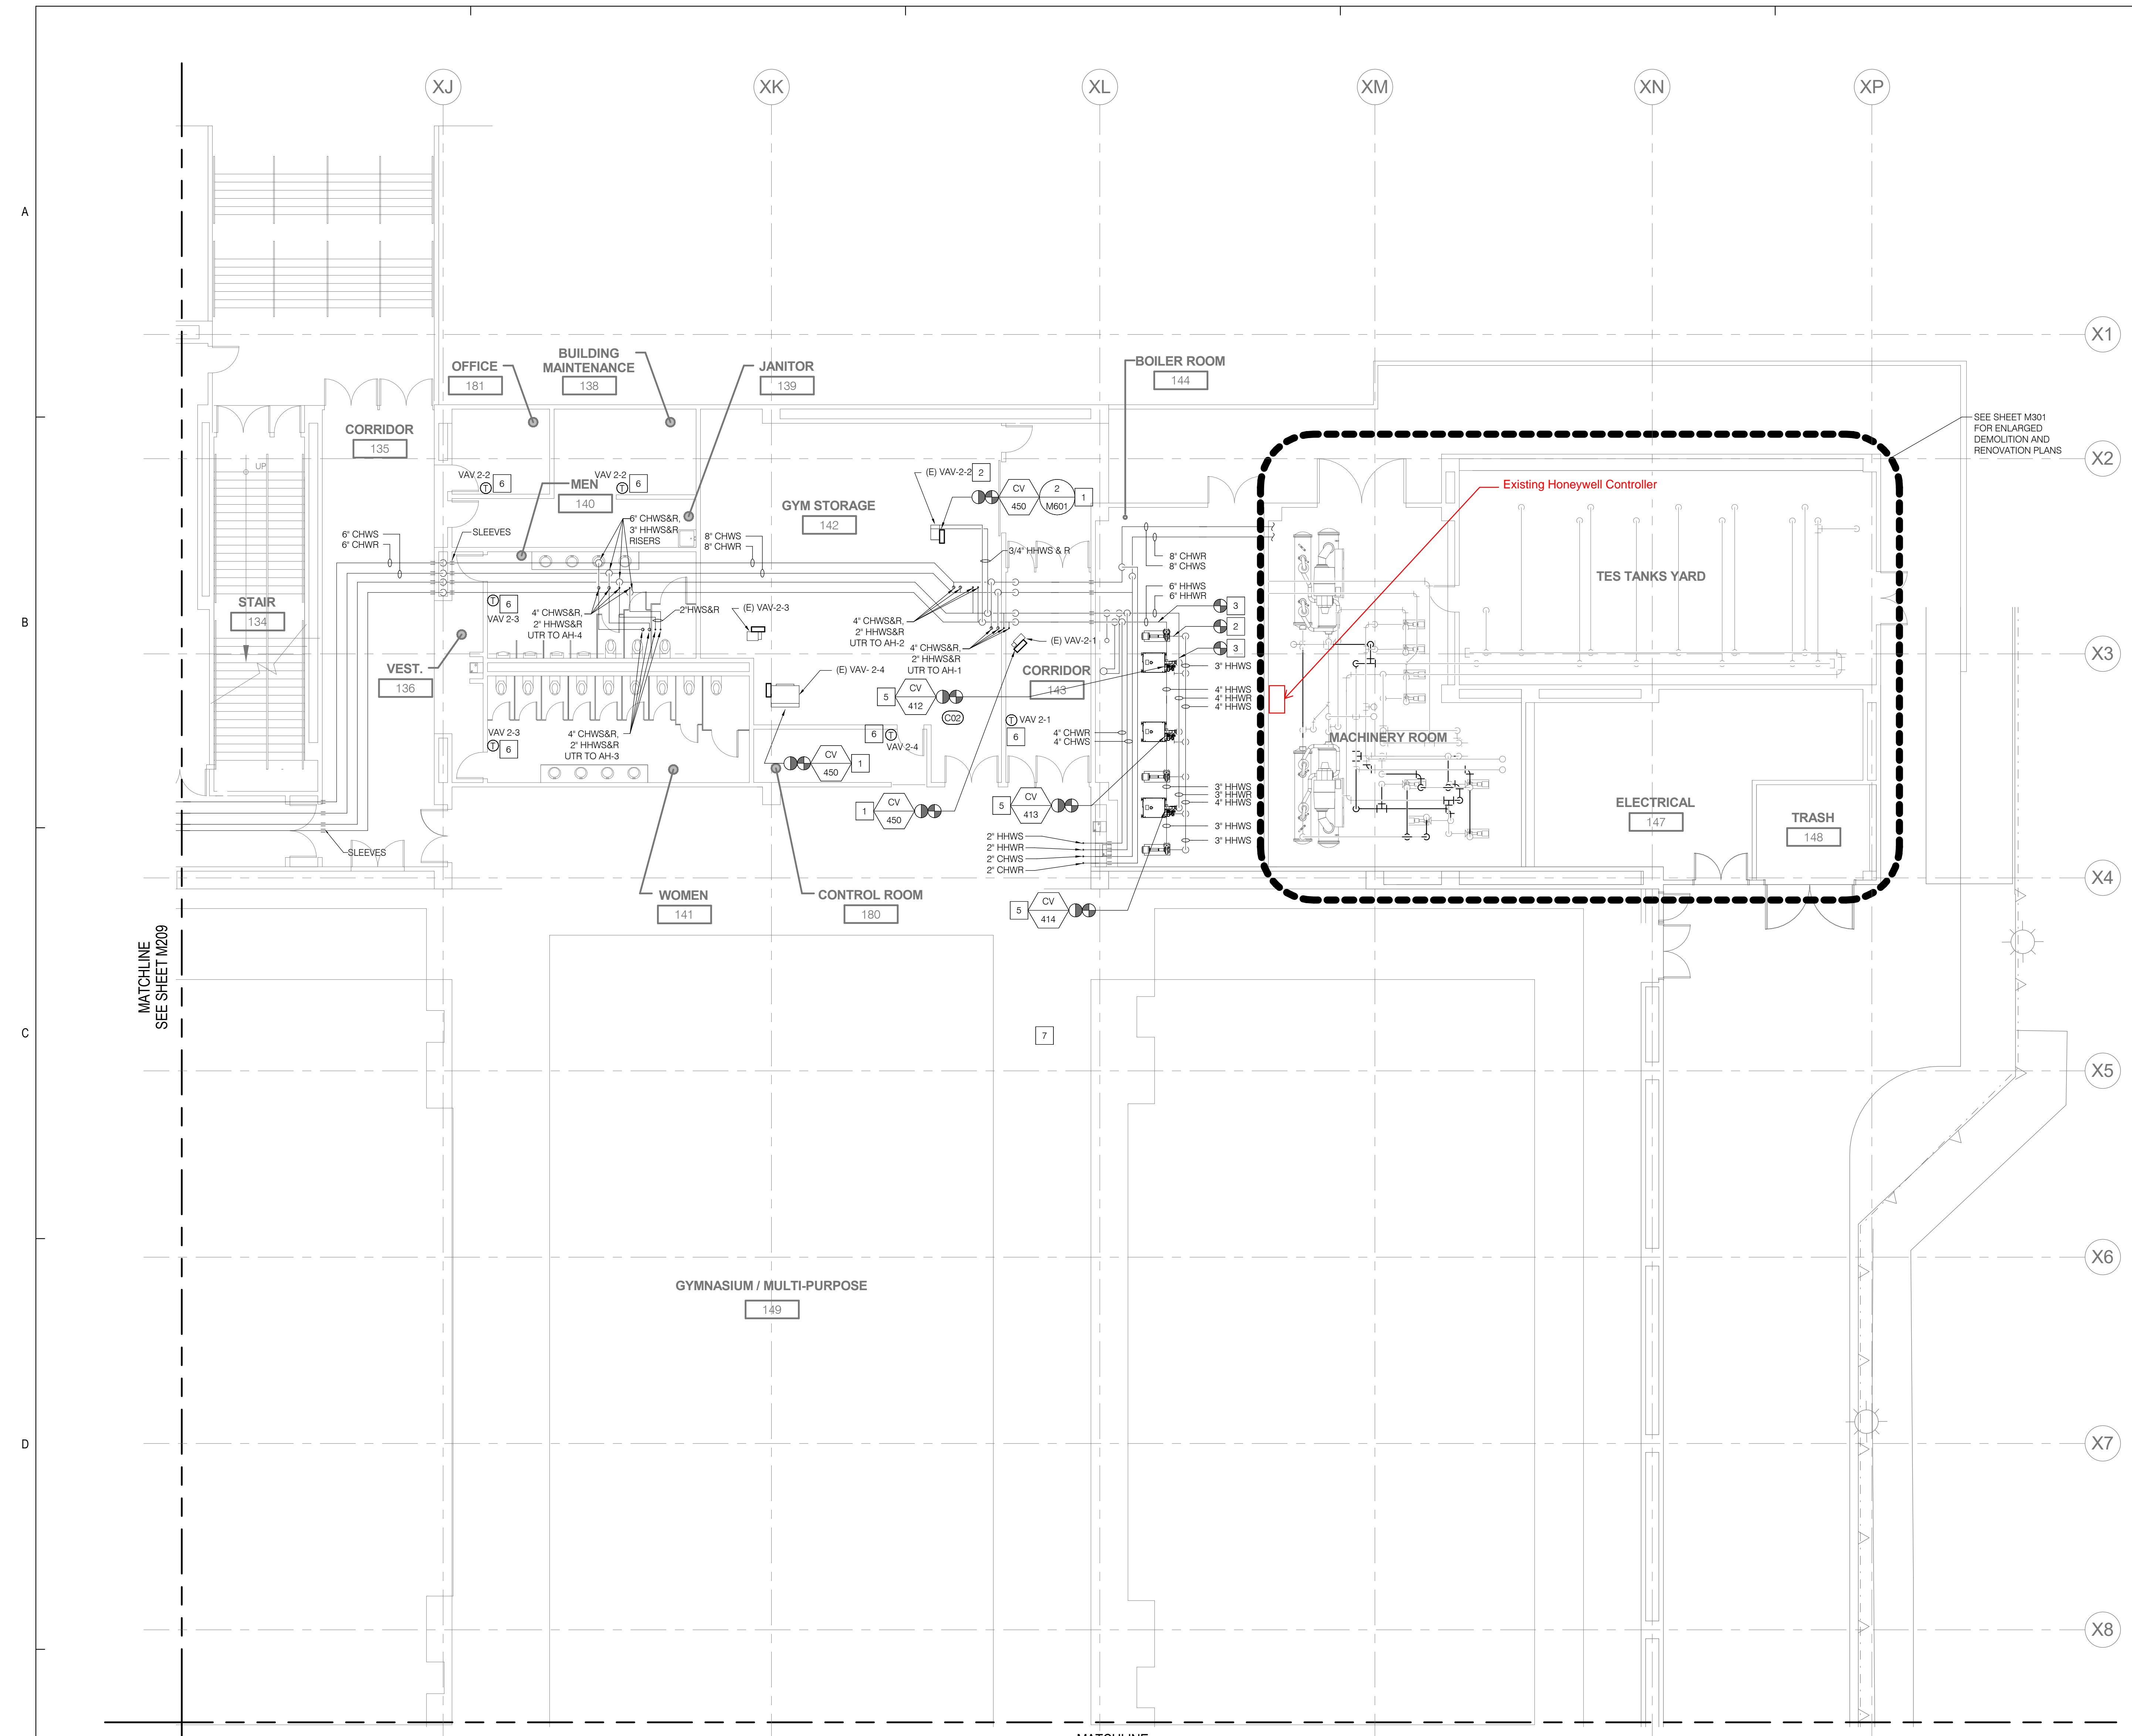 XJ
XK
XL
XM
XN
XP
A
X1
BUILDING
MAINTENANCE
138
OFFICE
181
JANITOR
139
BOILER ROOM
144
SEE SHEET M301
FOR ENLARGED
DEMOLITION AND
RENOVATION PLANS
CORRIDOR
135
X2
UP
VAV 2-2
T
6
VAV 2-2
T
6
MEN
140
(E) VAV-2-2
2
CV
450
2
M601
1
Existing Honeywell Controller
GYM STORAGE
142
6" CHWS&R,
3" HHWS&R
RISERS
SLEEVES
6" CHWS
6" CHWR
8" CHWS
8" CHWR
3/4" HHWS & R
8" CHWR
8" CHWS
TES TANKS YARD
6" HHWS
6" HHWR
STAIR
134
T
6
VAV 2-3
4" CHWS&R,
2" HHWS&R
UTR TO AH-4
2"HWS&R
(E) VAV-2-3
4" CHWS&R,
2" HHWS&R
UTR TO AH-2
3
B
2
(E) VAV-2-1
3
4" CHWS&R,
2" HHWS&R
UTR TO AH-1
X3
VEST.
136
(E) VAV- 2-4
CORRIDOR
143
3" HHWS
4" HHWS
4" HHWR
4" HHWS
5
CV
412
C02
T
VAV 2-1
6
VAV 2-3
T
6
4" CHWS&R,
2" HHWS&R
UTR TO AH-3
6
T
VAV 2-4
4" CHWR
4" CHWS
MACHINERY ROOM
CV
450
1
3" HHWS
3" HHWR
4" HHWS
1
CV
450
5
CV
413
ELECTRICAL
147
TRASH
148
3" HHWS
3" HHWS
2" HHWS
2" HHWR
2" CHWS
2" CHWR
SLEEVES
X4
WOMEN
141
CONTROL ROOM
180
5
CV
414
MATCHLINE
SEE SHEET M209
C
7
X5
X6
GYMNASIUM / MULTI-PURPOSE
149
D
X7
X8
MATCHLINE